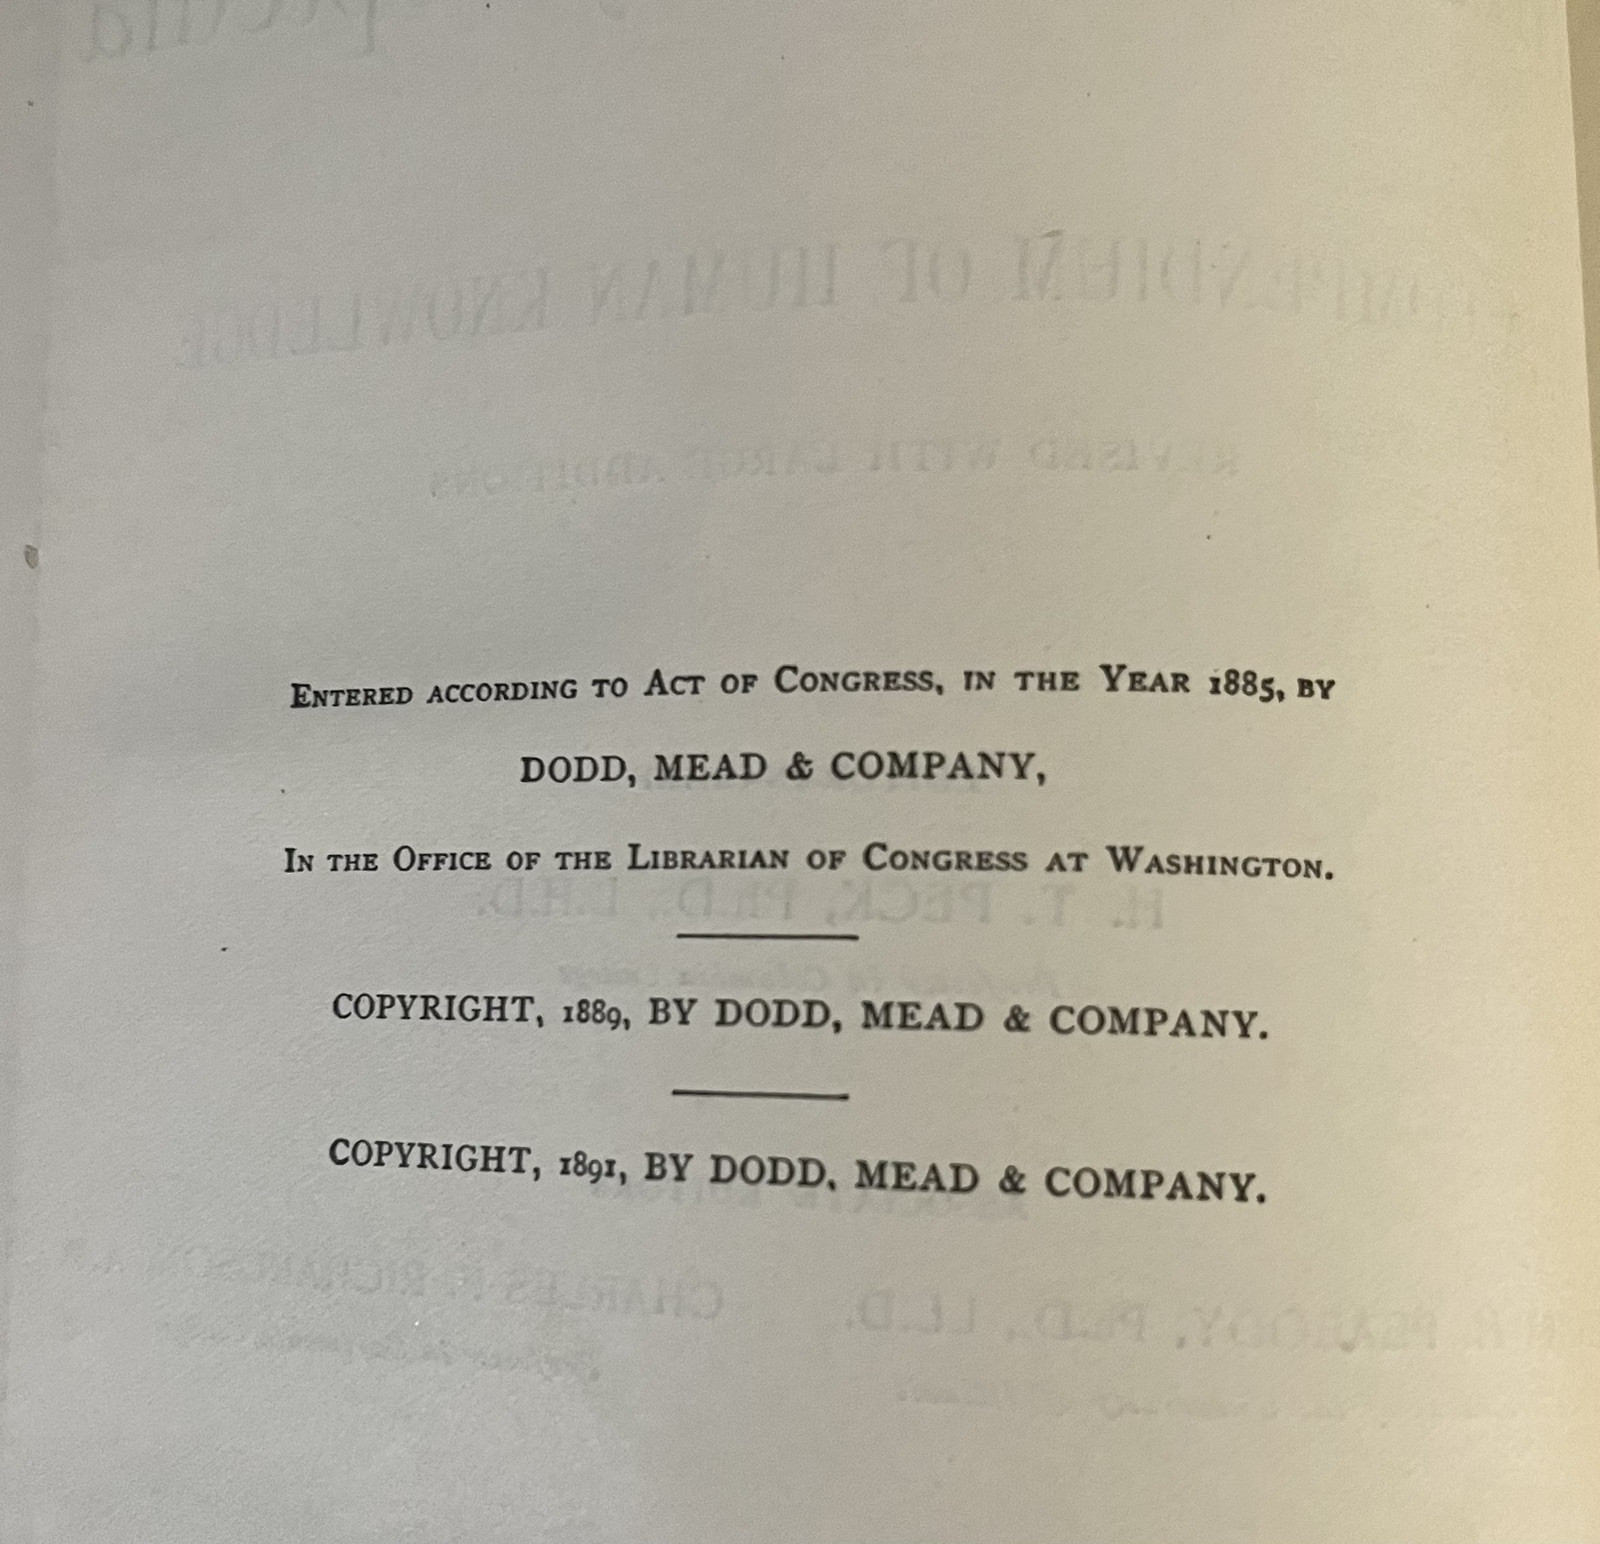 ENTERED ACCORDING TO ACT OF CONGRESS, IN THE YEAR 1885, BY
DODD, MEAD & COMPANY,
IN THE OFFICE OF THE LIBRARIAN OF CONGRESS AT WASHINGTON.
COPYRIGHT, 1889, BY DODD, MEAD & COMPANY.
COPYRIGHT, 1891, BY DODD, MEAD & COMPANY.